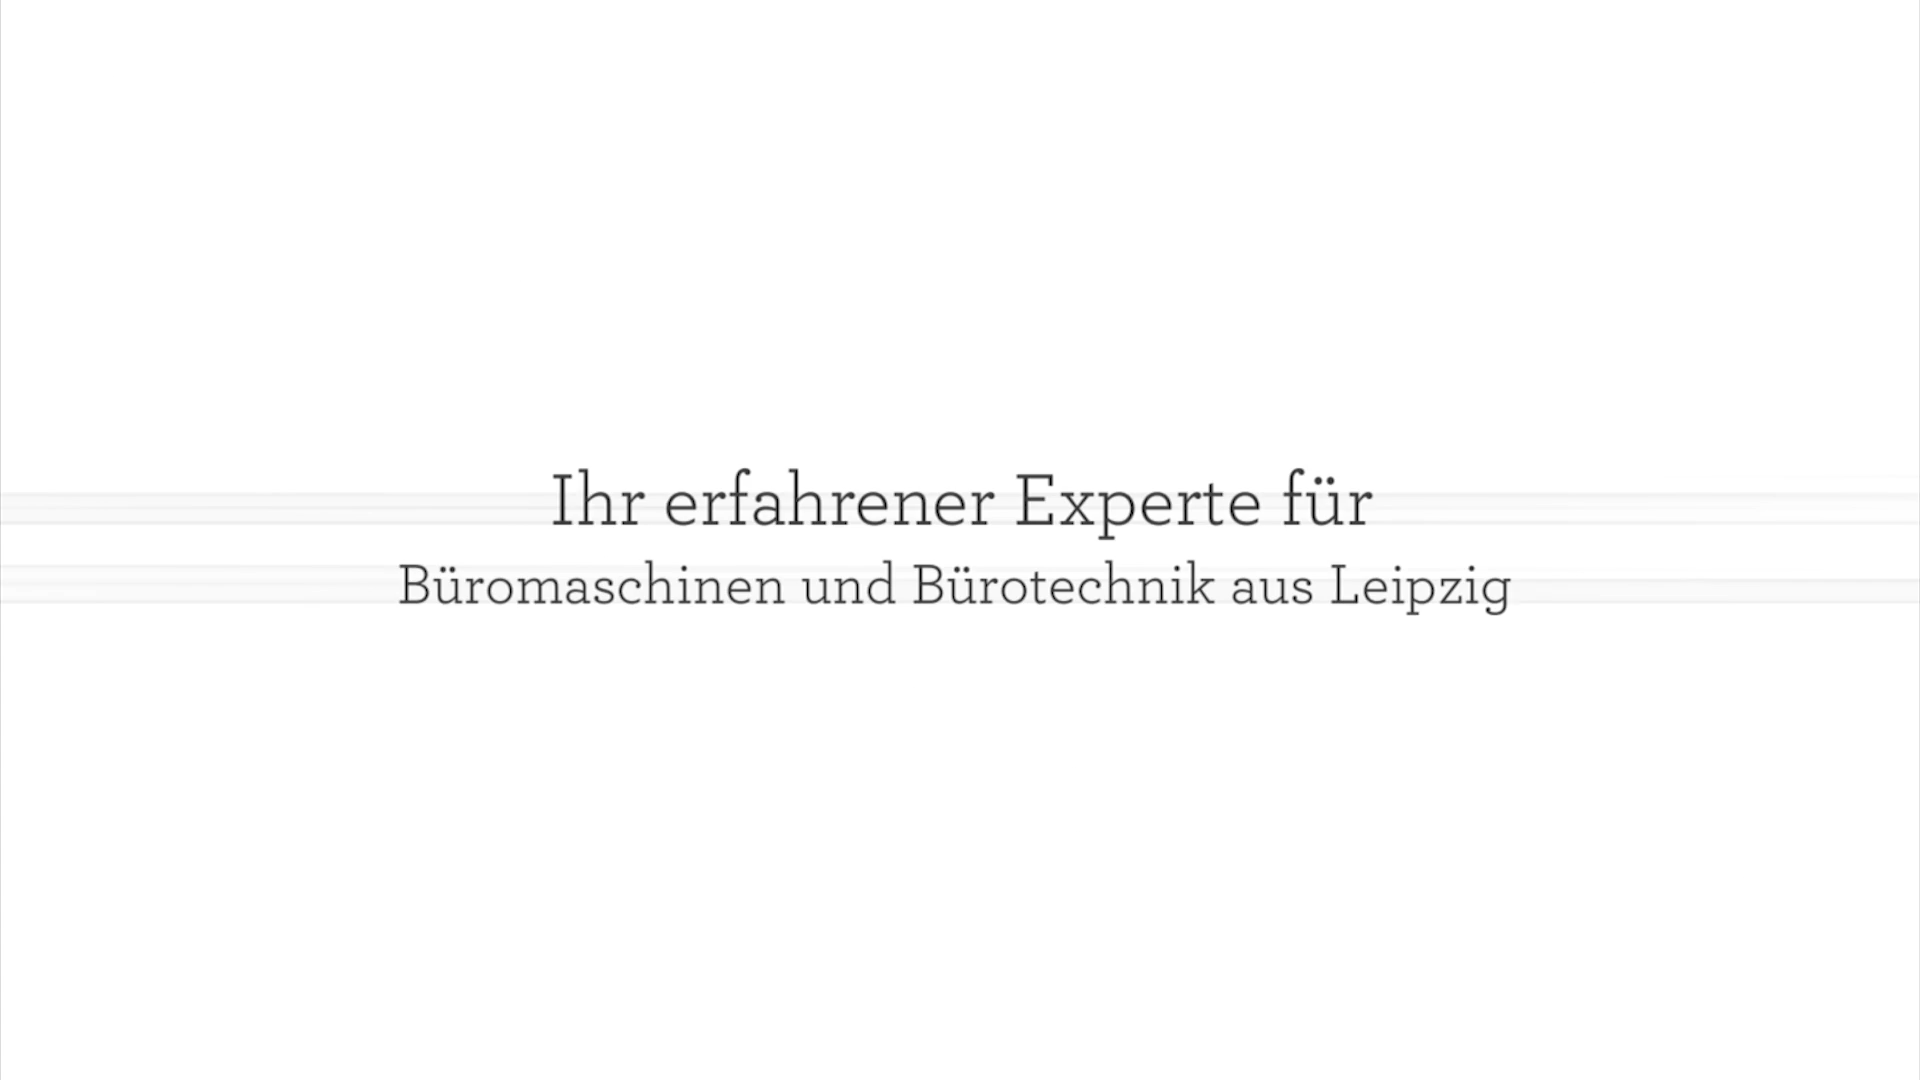 Ihr erfahrener Experte für
Büromaschinen und Bürotechnik aus Leipzig